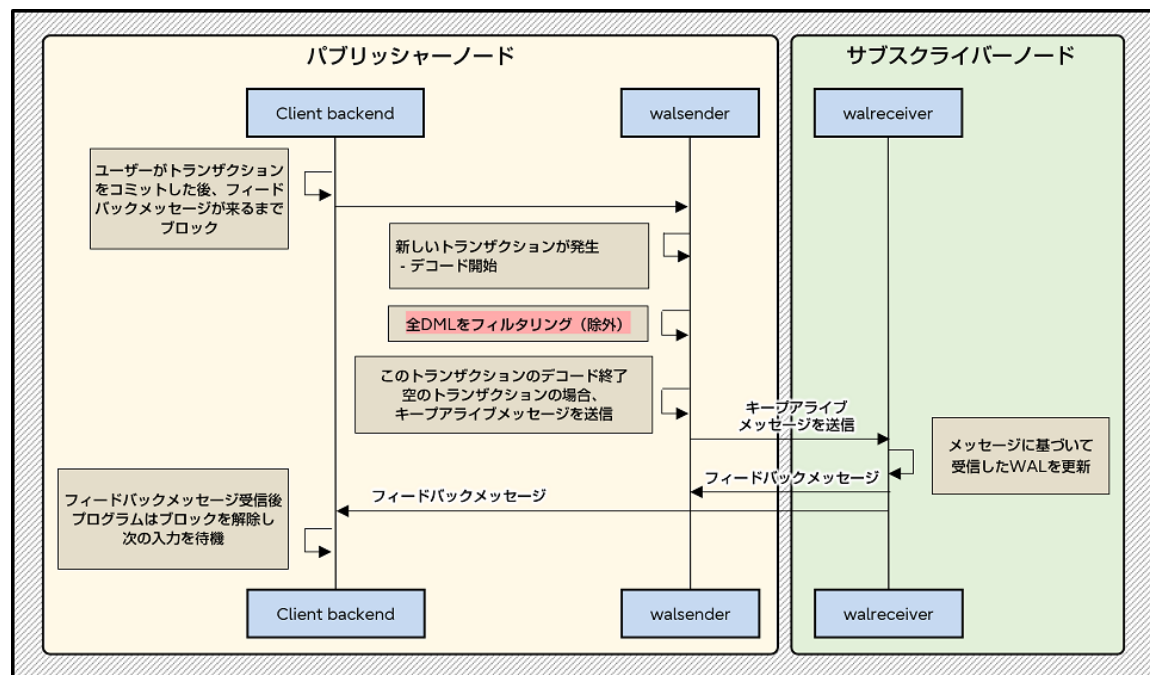 パブリッシャーノード
サブスクライバーノード
Client backend
walsender
walreceiver
ユーザーがトランザクション
をコミットした後、フィード
バックメッセージが来るまで
ブロック
新しいトランザクションが発生
- デコード開始
全DMLをフィルタリング（除外）
このトランザクションのデコード終了
空のトランザクションの場合、
キープアライブメッセージを送信
キープアライブ
メッセージを送信
メッセージに基づいて
受信したWALを更新
フィードバックメッセージ
フィードバックメッセージ
フィードバックメッセージ受信後
プログラムはブロックを解除し
次の入力を待機
Client backend
walsender
walreceiver